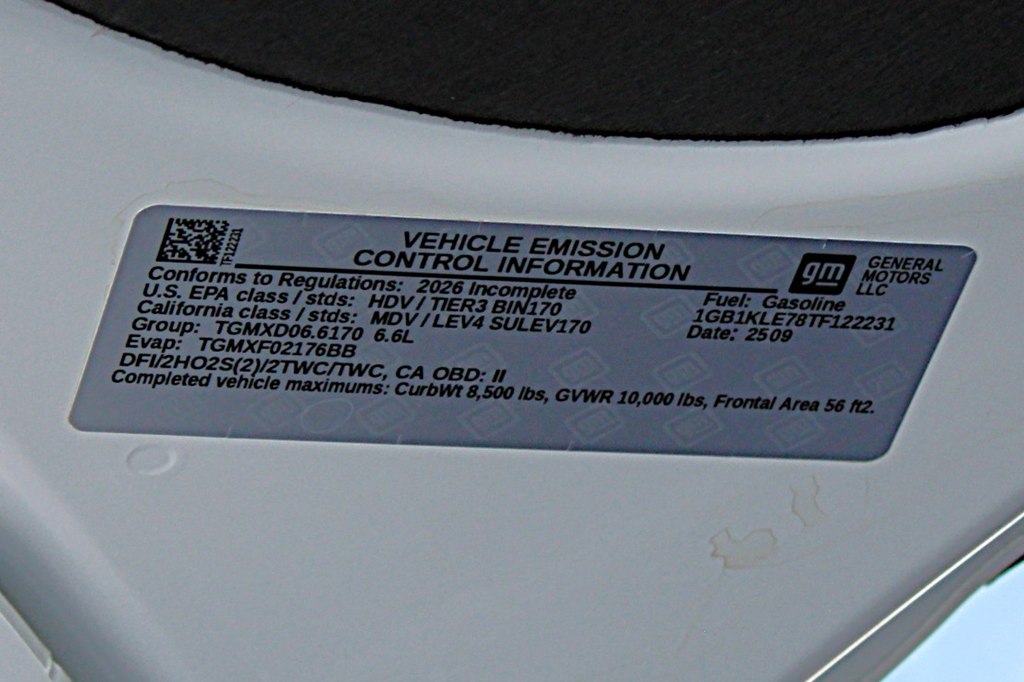 TF122231
VEHICLE EMISSION
CONTROL INFORMATION
gm
GENERAL
MOTORS
LLC
Conforms to Regulations: 2026 Incomplete
U.S. EPA class / stds: HDV / TIER3 BIN170
California class / stds: MDV / LEV4 SULEV170
Group: TGMXD06.6170 6.6L
Evap: TGMXF02176BB
DFI/2HO2S(2)/2TWC/TWC, CA OBD: II
Completed vehicle maximums: CurbWt 8,500 lbs, GVWR 10,000 lbs, Frontal Area 56 ft2.
Fuel: Gasoline
1GB1KLE78TF122231
Date: 2509